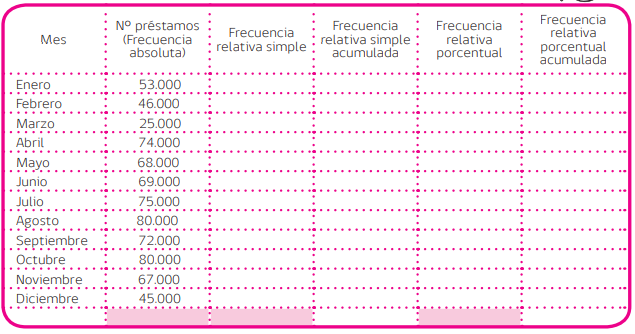 Mes
Nº préstamos
(Frecuencia
absoluta)
Frecuencia
relativa simple
Frecuencia
relativa simple
acumulada
Frecuencia
relativa
porcentual
Frecuencia
relativa
porcentual
acumulada
Enero 53.000
Febrero 46.000
Marzo 25.000
Abril 74.000
Mayo 68.000
Junio 69.000
Julio 75.000
Agosto 80.000
Septiembre 72.000
Octubre 80.000
Noviembre 67.000
Diciembre 45.000